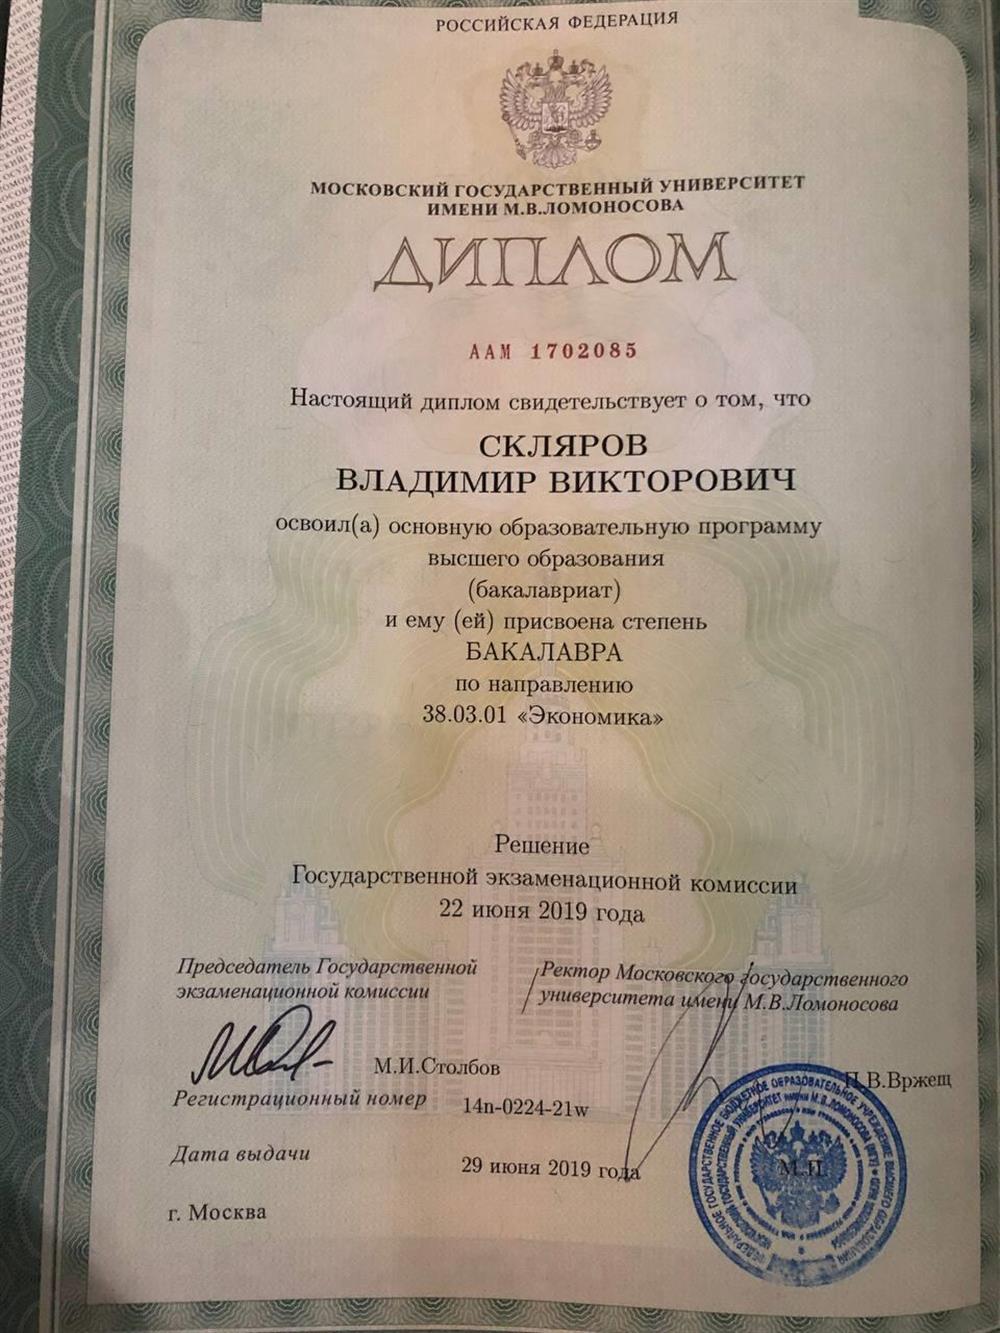 РОССИЙСКАЯ ФЕДЕРАЦИЯ
МОСКОВСКИЙ ГОСУДАРСТВЕННЫЙ УНИВЕРСИТЕТ
ИМЕНИ М.В.ЛОМОНОСОВА
ДИПЛОМ
ААМ 1702085
Настоящий диплом свидетельствует о том, что
СКЛЯРОВ
ВЛАДИМИР ВИКТОРОВИЧ
освоил(а) основную образовательную программу
высшего образования
(бакалавриат)
и ему (ей) присвоена степень
БАКАЛАВРА
по направлению
38.03.01 «Экономика»
Решение
Государственной экзаменационной комиссии
22 июня 2019 года
Председатель Государственной
экзаменационной комиссии
Ректор Московского государственного
университета имени М.В.Ломоносова
М.И.Столбов
П.В.Вржещ
Регистрационный номер 14п-0224-21w
Дата выдачи 29 июня 2019 года
М.П.
г. Москва